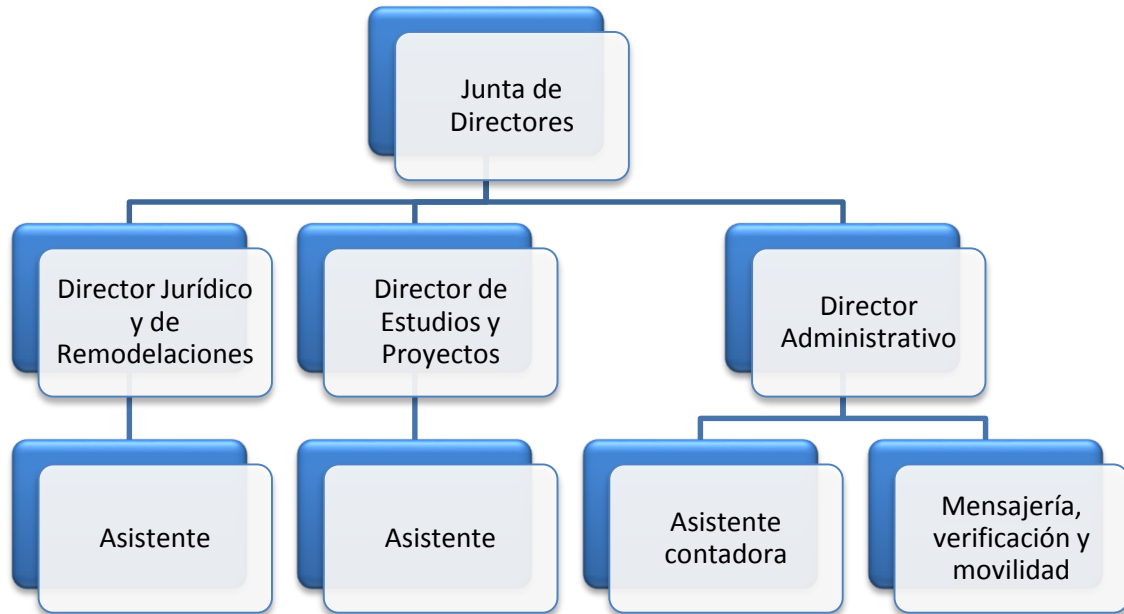 Junta de
Directores
Director Jurídico
y de
Remodelaciones
Director de
Estudios y
Proyectos
Director
Administrativo
Asistente
Asistente
Asistente
contadora
Mensajería,
verificación y
movilidad